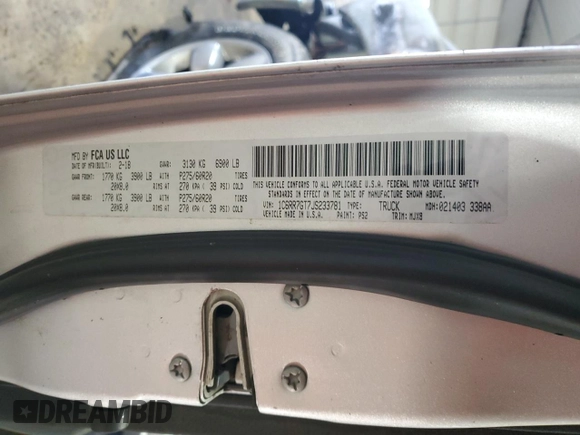 MFD BY FCA US LLC
DATE OF MFR(BUILT): 2-18 GVWR: 3130 KG 6900 LB
GAWR FRONT: 1770 KG 3900 LB WITH P275/60R20 TIRES
20X8.0 RIMS AT 270 KPA ( 39 PSI) COLD
GAWR REAR: 1770 KG 3900 LB WITH P275/60R20 TIRES
20X8.0 RIMS AT 270 KPA ( 39 PSI) COLD
THIS VEHICLE CONFORMS TO ALL APPLICABLE U.S.A. FEDERAL MOTOR VEHICLE SAFETY
STANDARDS IN EFFECT ON THE DATE OF MANUFACTURE SHOWN ABOVE.
VIN: 1C6RR7GT7JS233781 TYPE: TRUCK MDH:021403 338AA
VEHICLE MADE IN U.S.A. PAINT: PS2 TRIM:MJX8
DREAMBID